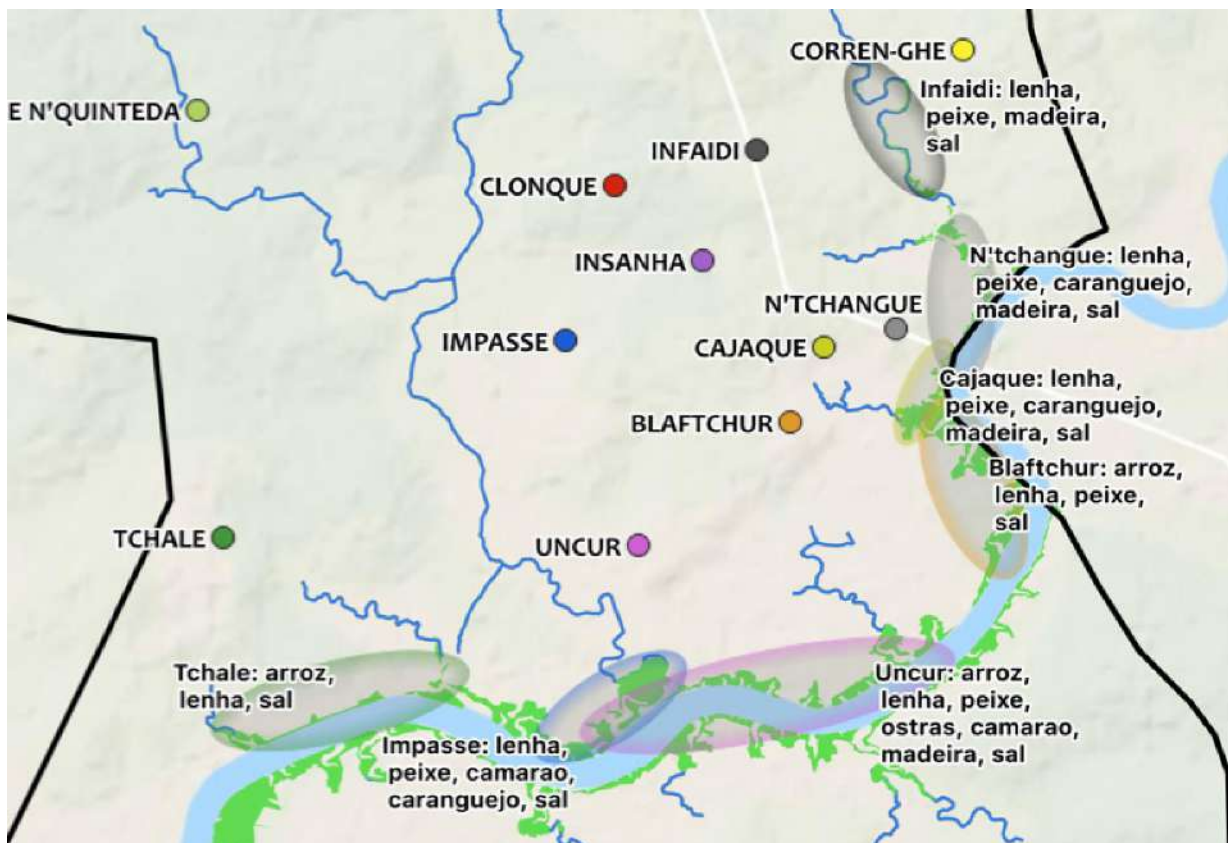 CORREN-GHE
Infaidi: lenha,
peixe, madeira,
sal
E N'QUINTEDA
INFAIDI
CLONQUE
INSANHA
N'tchangue: lenha,
peixe, caranguejo,
madeira, sal
N'TCHANGUE
IMPASSE
CAJAQUE
Cajaque: lenha,
peixe, caranguejo,
madeira, sal
BLAFTCHUR
Blaftchur: arroz,
lenha, peixe,
sal
TCHALE
UNCUR
Tchale: arroz,
lenha, sal
Uncur: arroz,
lenha, peixe,
ostras, camarao,
madeira, sal
Impasse: lenha,
peixe, camarao,
caranguejo, sal